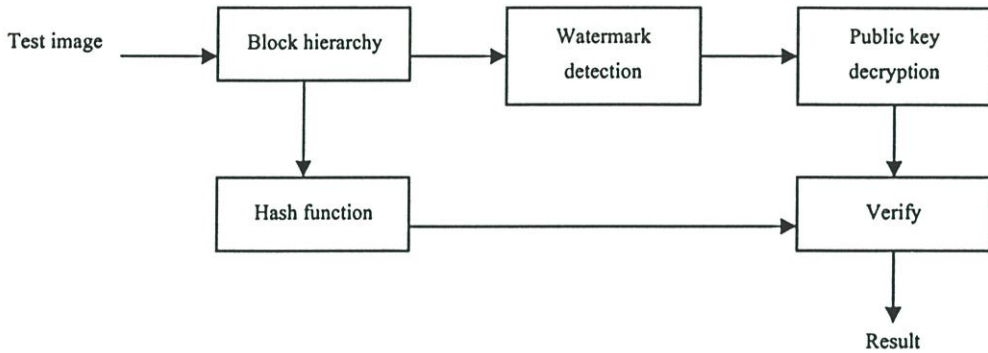 Test image
Block hierarchy
Watermark
detection
Public key
decryption
Hash function
Verify
Result